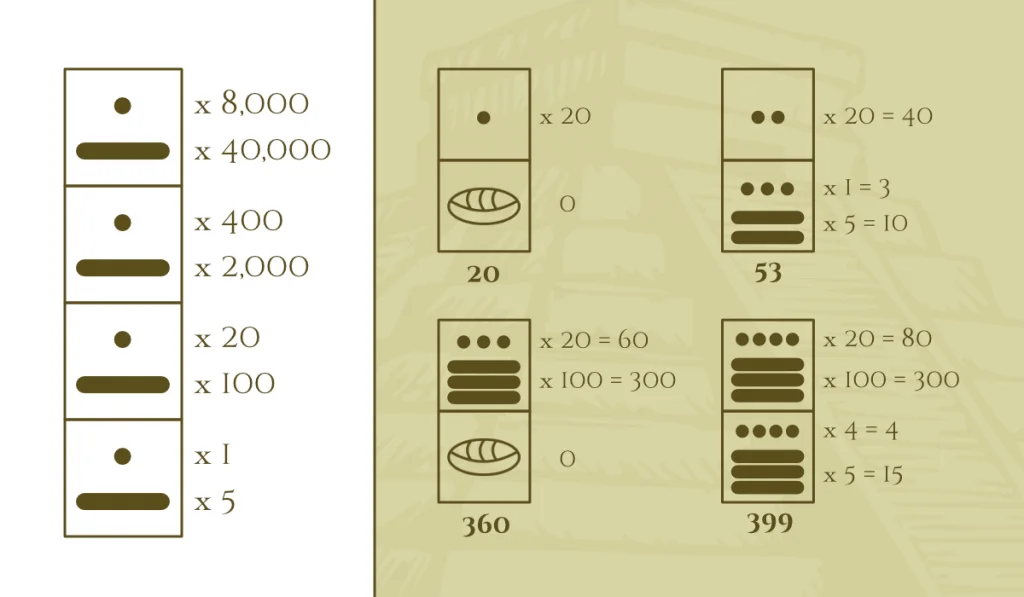 x 8,000
x 40,000
x 400
x 2,000
x 20
x 100
x 1
x 5
x 20
0
20
x 20 = 40
x 1 = 3
x 5 = 10
53
x 20 = 60
x 100 = 300
0
360
x 20 = 80
x 100 = 300
x 4 = 4
x 5 = 15
399